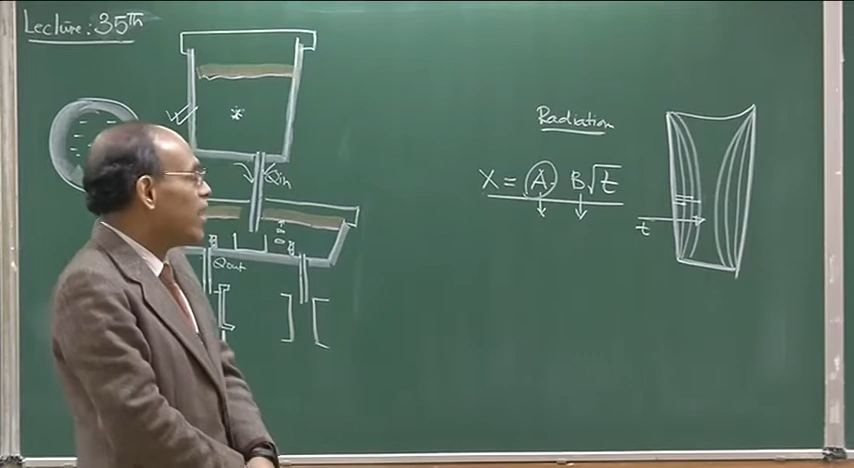 Lecture: 35th
Qin
Qout
Radiation
X = A. B√t
t